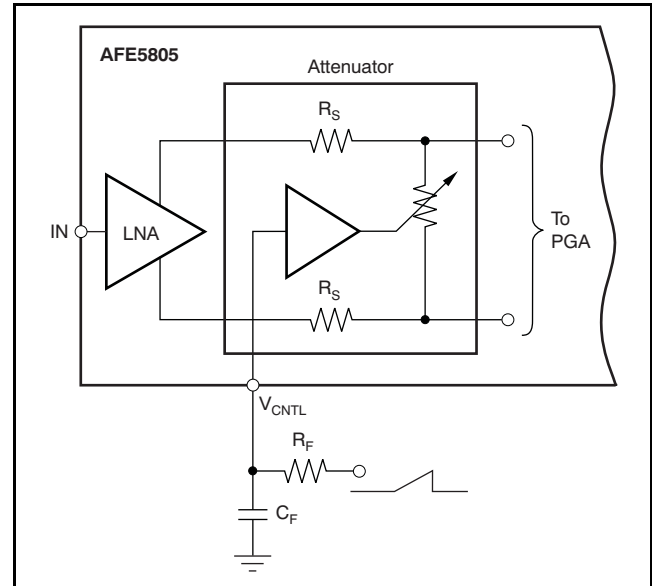 AFE5805
Attenuator
R_S
IN
LNA
To
PGA
R_S
V_CNTL
R_F
C_F